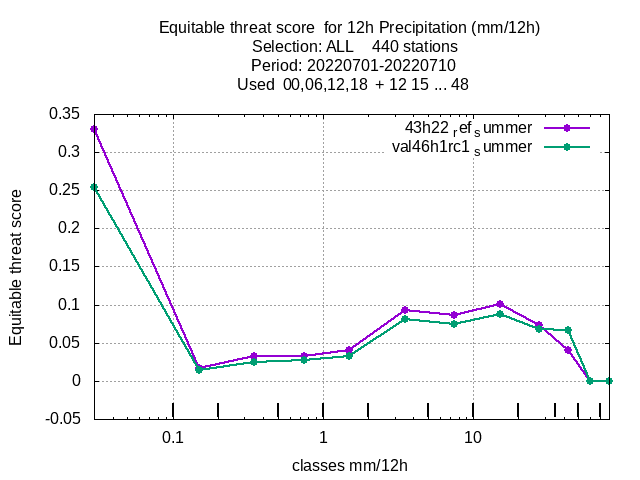 Equitable threat score  for 12h Precipitation (mm/12h)
Selection: ALL    440 stations
Period: 20220701-20220710
Used  00,06,12,18  + 12 15 ... 48
43h22 refsummer
val46h1rc1 summer
0.35
0.3
0.25
0.2
0.15
0.1
0.05
0
-0.05
Equitable threat score
0.1 1 10
classes mm/12h